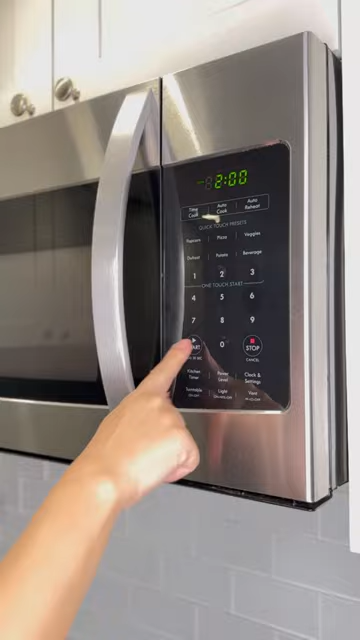 2:00
Time Cook Auto Cook Auto Reheat
QUICK TOUCH PRESETS
Popcorn Pizza Veggies
Defrost Potato Beverage
1 2 3
ONE TOUCH START
4 5 6
7 8 9
START 0 STOP
CANCEL
Kitchen Timer Power Level Clock & Settings
Turntable Light Vent